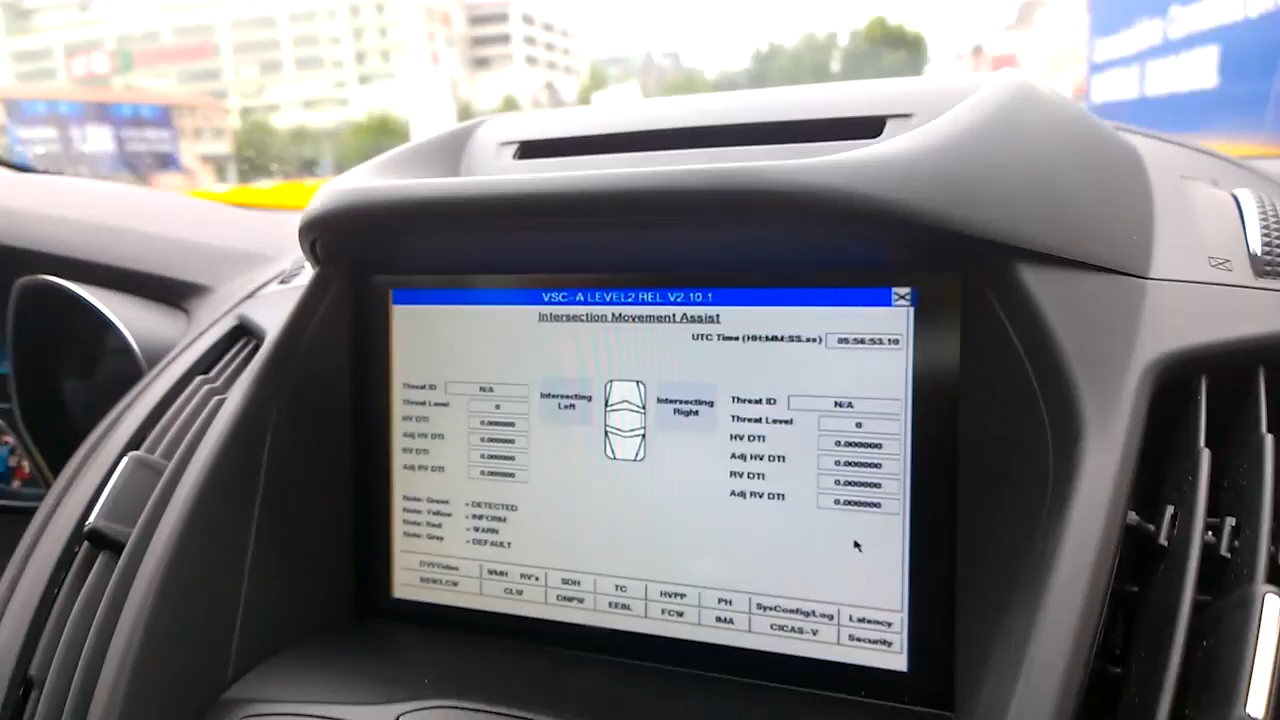 VSC-A LEVEL2 REL V2.10.1
Intersection Movement Assist
UTC Time (HH:MM:SS.ss) 05:56:53.10
Threat ID N/A
Threat Level 0
HV DTI 0.000000
Adj HV DTI 0.000000
RV DTI 0.000000
Adj RV DTI 0.000000
Intersecting
Left
Intersecting
Right
Threat ID N/A
Threat Level 0
HV DTI 0.000000
Adj HV DTI 0.000000
RV DTI 0.000000
Adj RV DTI 0.000000
Note: Green = DETECTED
Note: Yellow = INFORM
Note: Red = WARN
Note: Gray = DEFAULT
DVI/Video WMH RV's SDH TC HVPP PH SysConfig/Log Latency
CLW DNPW EEBL FCW IMA CICAS-V Security